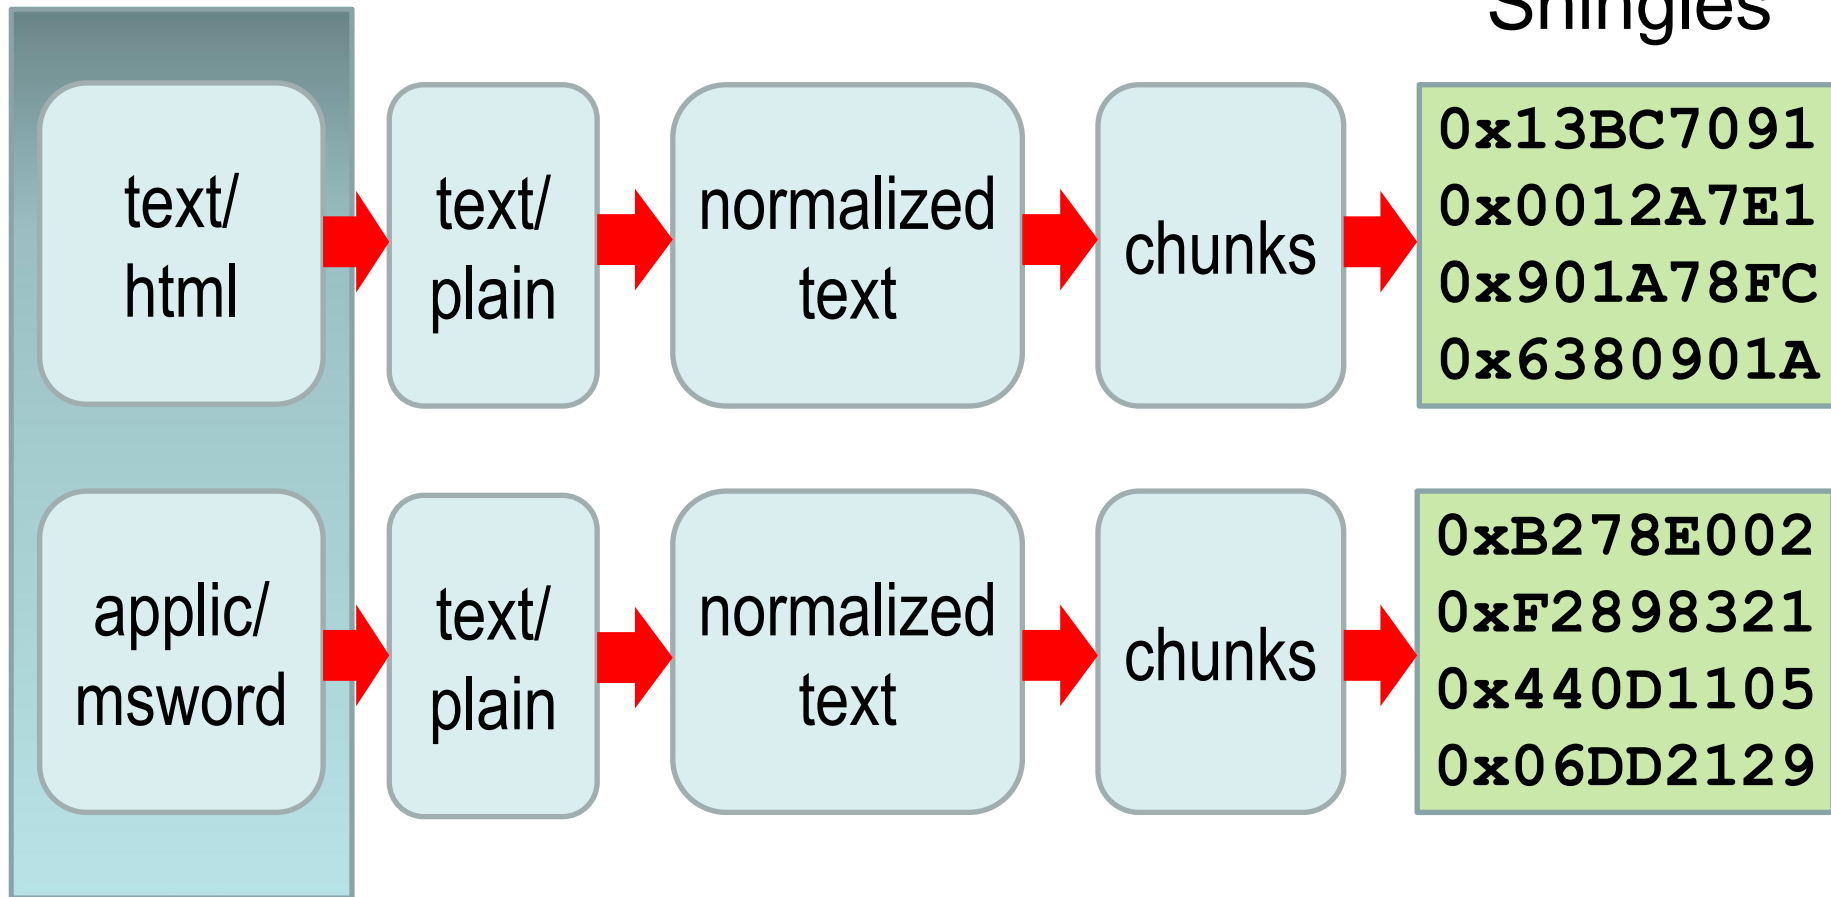 Shingles
text/
html
text/
plain
normalized
text
chunks
0x13BC7091
0x0012A7E1
0x901A78FC
0x6380901A
applic/
msword
text/
plain
normalized
text
chunks
0xB278E002
0xF2898321
0x440D1105
0x06DD2129